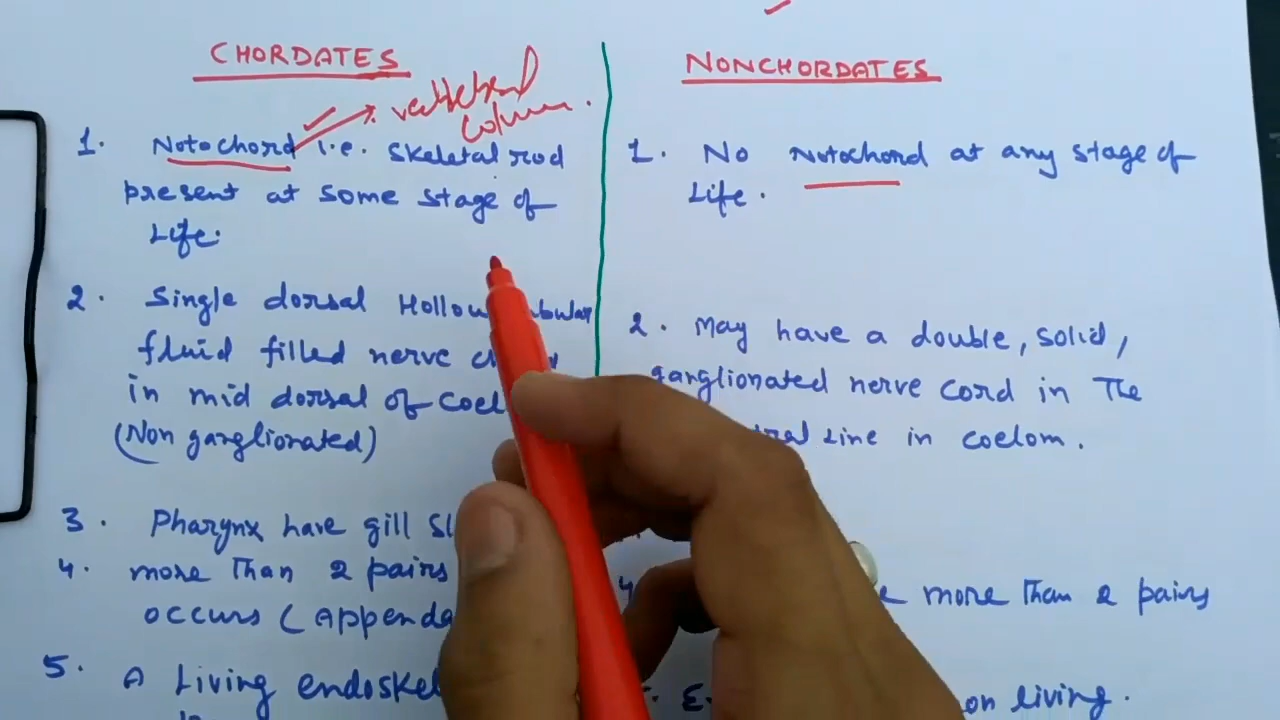 CHORDATES
vertebral
column.
1. Notochord i.e. skeletal rod
present at some stage of
Life.
2. Single dorsal Hollow
fluid filled nerve
in mid dorsal of
(Non ganglionated)
3. Pharynx have gill
4. more Than 2 pairs
occurs (
5. A Living
NONCHORDATES
1. No Notochord at any stage of
Life.
2. May have a double, solid,
ganglionated nerve cord in The
Line in coelom.
4
more Than 2 pairs
living.